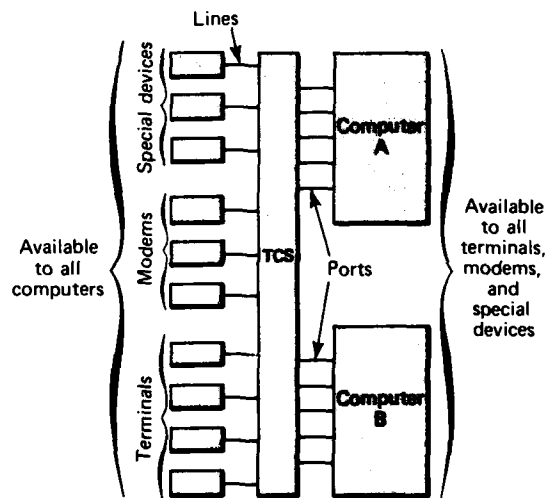 Lines
Special devices
Modems
Terminals
Available
to all
computers
TCS
Computer
A
Ports
Computer
B
Available
to all
terminals,
modems,
and
special
devices